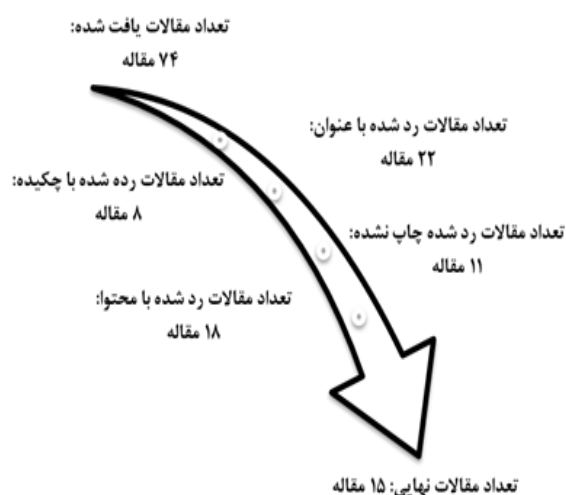 تعداد مقالات یافت شده:
۷۴ مقاله
تعداد مقالات رد شده با عنوان:
۲۲ مقاله
تعداد مقالات رده شده با چکیده:
۸ مقاله
تعداد مقالات رد شده چاپ نشده:
۱۱ مقاله
تعداد مقالات رد شده با محتوا:
۱۸ مقاله
تعداد مقالات نهایی: ۱۵ مقاله